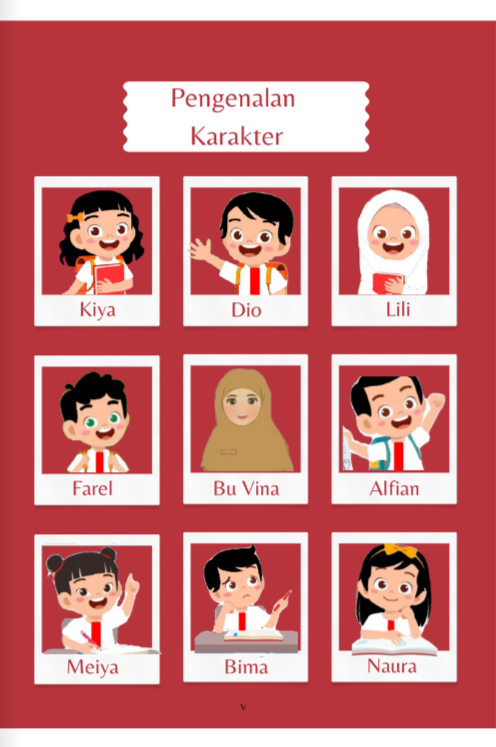 Pengenalan
Karakter
Kiya
Dio
Lili
Farel
Bu Vina
Alfian
Meiya
Bima
Naura
v